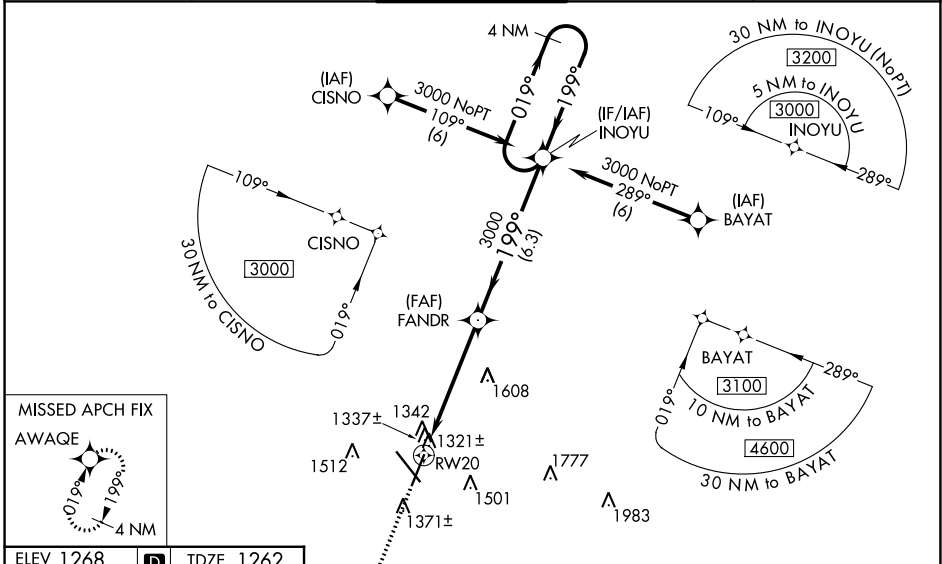 4 NM
019°
199°
(IAF)
CISNO
3000 NoPT
109°
(6)
(IF/IAF)
INOYU
3000 NoPT
289°
(6)
(IAF)
BAYAT
30 NM to INOYU (NoPT)
3200
5 NM to INOYU
3000
INOYU
109°
289°
109°
CISNO
3000
019°
30 NM to CISNO
3000
199°
(6.3)
(FAF)
FANDR
BAYAT
289°
3100
019°
10 NM to BAYAT
4600
30 NM to BAYAT
1608
1342
1337±
1321±
RW20
1512
1501
1777
1983
1371±
MISSED APCH FIX
AWAQE
019°
199°
4 NM
ELEV 1268 D TDZE 1262